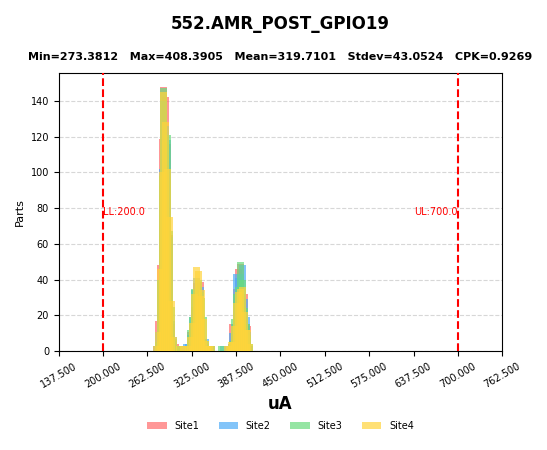 552.AMR_POST_GPIO19
Min=273.3812 Max=408.3905 Mean=319.7101 Stdev=43.0524 CPK=0.9269
140
120
100
80
60
40
20
0
Parts
LL:200.0
UL:700.0
137.500 200.000 262.500 325.000 387.500 450.000 512.500 575.000 637.500 700.000 762.500
uA
Site1 Site2 Site3 Site4